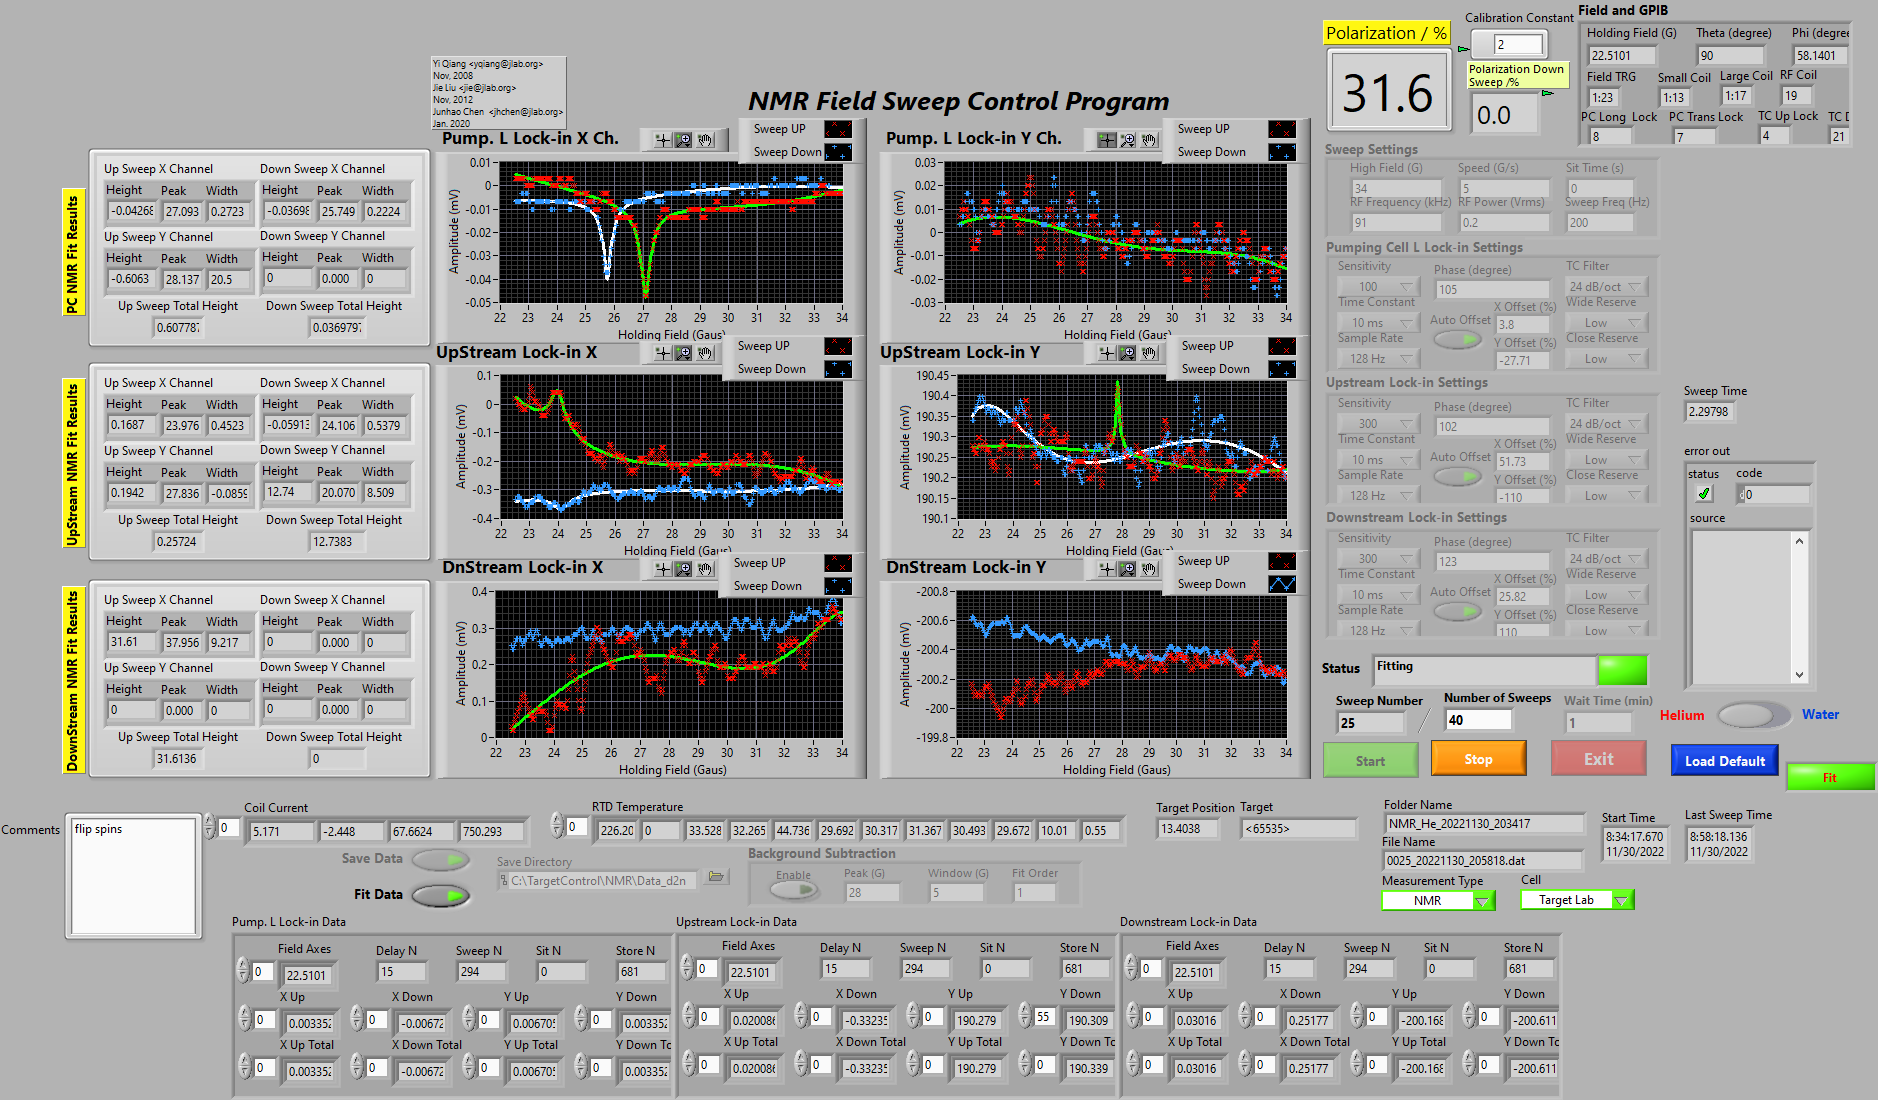 Yi Qiang <yqiang@jlab.org>
Nov, 2008
Jie Liu <jie@jlab.org>
Nov, 2012
Junhao Chen <jhchen@jlab.org>
Jan. 2020
NMR Field Sweep Control Program
Polarization / %
31.6
Calibration Constant
2
Polarization Down
Sweep /%
0.0
Field and GPIB
Holding Field (G) Theta (degree) Phi (degree
22.5101 90 58.1401
Field TRG Small Coil Large Coil RF Coil
1:23 1:13 1:17 19
PC Long Lock PC Trans Lock TC Up Lock TC D
8 7 4 21
PC NMR Fit Results
Up Sweep X Channel Down Sweep X Channel
Height Peak Width Height Peak Width
-0.04268 27.093 0.2723 -0.03698 25.749 0.2224
Up Sweep Y Channel Down Sweep Y Channel
Height Peak Width Height Peak Width
-0.6063 28.137 20.5 0 0.000 0
Up Sweep Total Height Down Sweep Total Height
0.607787 0.0369797
Pump. L Lock-in X Ch.
Sweep UP
Sweep Down
0.01
0
-0.01
-0.02
-0.03
-0.04
-0.05
Amplitude (mV)
22 23 24 25 26 27 28 29 30 31 32 33 34
Holding Field (Gaus)
Pump. L Lock-in Y Ch.
Sweep UP
Sweep Down
0.03
0.02
0.01
0
-0.01
-0.02
-0.03
Amplitude (mV)
22 23 24 25 26 27 28 29 30 31 32 33 34
Holding Field (Gaus)
Sweep Settings
High Field (G) Speed (G/s) Sit Time (s)
34 5 0
RF Frequency (kHz) RF Power (Vrms) Sweep Freq (Hz)
91 0.2 200
Pumping Cell L Lock-in Settings
Sensitivity Phase (degree) TC Filter
100 105 24 dB/oct
Time Constant X Offset (%) Wide Reserve
10 ms Auto Offset 3.8 Low
Sample Rate Y Offset (%) Close Reserve
128 Hz -27.71 Low
UpStream NMR Fit Results
Up Sweep X Channel Down Sweep X Channel
Height Peak Width Height Peak Width
0.1687 23.976 0.4523 -0.05913 24.106 0.5379
Up Sweep Y Channel Down Sweep Y Channel
Height Peak Width Height Peak Width
0.1942 27.836 -0.0859 12.74 20.070 8.509
Up Sweep Total Height Down Sweep Total Height
0.25724 12.7383
UpStream Lock-in X
Sweep UP
Sweep Down
0.1
0
-0.1
-0.2
-0.3
-0.4
Amplitude (mV)
22 23 24 25 26 27 28 29 30 31 32 33 34
Holding Field (Gaus)
UpStream Lock-in Y
Sweep UP
Sweep Down
190.45
190.4
190.35
190.3
190.25
190.2
190.15
190.1
Amplitude (mV)
22 23 24 25 26 27 28 29 30 31 32 33 34
Holding Field (Gaus)
Upstream Lock-in Settings
Sensitivity Phase (degree) TC Filter
300 102 24 dB/oct
Time Constant X Offset (%) Wide Reserve
10 ms Auto Offset 51.73 Low
Sample Rate Y Offset (%) Close Reserve
128 Hz -110 Low
Sweep Time
2.29798
error out
status code
0
source
DownStream NMR Fit Results
Up Sweep X Channel Down Sweep X Channel
Height Peak Width Height Peak Width
31.61 37.956 9.217 0 0.000 0
Up Sweep Y Channel Down Sweep Y Channel
Height Peak Width Height Peak Width
0 0.000 0 0 0.000 0
Up Sweep Total Height Down Sweep Total Height
31.6136 0
DnStream Lock-in X
Sweep UP
Sweep Down
0.4
0.3
0.2
0.1
0
Amplitude (mV)
22 23 24 25 26 27 28 29 30 31 32 33 34
Holding Field (Gaus)
DnStream Lock-in Y
Sweep UP
Sweep Down
-200.8
-200.6
-200.4
-200.2
-200
-199.8
Amplitude (mV)
22 23 24 25 26 27 28 29 30 31 32 33 34
Holding Field (Gaus)
Downstream Lock-in Settings
Sensitivity Phase (degree) TC Filter
300 123 24 dB/oct
Time Constant X Offset (%) Wide Reserve
10 ms Auto Offset 25.82 Low
Sample Rate Y Offset (%) Close Reserve
128 Hz 110 Low
Status Fitting
Sweep Number Number of Sweeps Wait Time (min)
25 / 40 1
Helium Water
Start Stop Exit Load Default
Fit
Comments
flip spins
Coil Current
0 5.171 -2.448 67.6624 750.293
RTD Temperature
0 226.20 0 33.528 32.265 44.736 29.692 30.317 31.367 30.493 29.672 10.01 0.55
Target Position Target
13.4038 <65535>
Folder Name
NMR_He_20221130_203417
File Name
0025_20221130_205818.dat
Start Time Last Sweep Time
8:34:17.670 8:58:18.136
11/30/2022 11/30/2022
Measurement Type Cell
NMR Target Lab
Save Data
Fit Data
Save Directory
C:\TargetControl\NMR\Data_d2n
Background Subtraction
Enable Peak (G) Window (G) Fit Order
28 5 1
Pump. L Lock-in Data
Field Axes Delay N Sweep N Sit N Store N
0 22.5101 15 294 0 681
X Up X Down Y Up Y Down
0 0.003352 0 -0.00672 0 0.006705 0 0.003352
X Up Total X Down Total Y Up Total Y Down To
0 0.003352 0 -0.00672 0 0.006705 0 0.003352
Upstream Lock-in Data
Field Axes Delay N Sweep N Sit N Store N
0 22.5101 15 294 0 681
X Up X Down Y Up Y Down
0 0.020086 0 -0.33235 0 190.279 55 190.309
X Up Total X Down Total Y Up Total Y Down To
0 0.020086 0 -0.33235 0 190.279 0 190.339
Downstream Lock-in Data
Field Axes Delay N Sweep N Sit N Store N
0 22.5101 15 294 0 681
X Up X Down Y Up Y Down
0 0.03016 0 0.25177 0 -200.168 0 -200.611
X Up Total X Down Total Y Up Total Y Down To
0 0.03016 0 0.25177 0 -200.168 0 -200.611